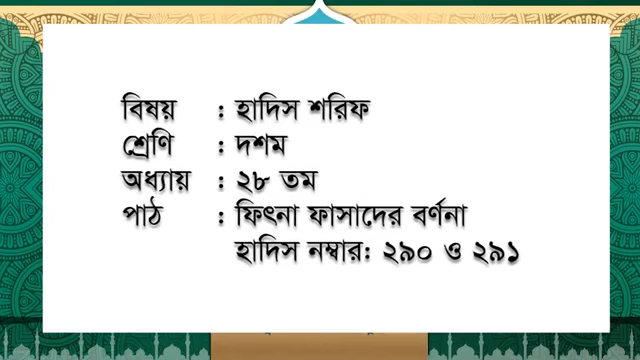 বিষয় : হাদিস শরিফ
শ্রেণি : দশম
অধ্যায় : ২৮ তম
পাঠ : ফিৎনা ফাসাদের বর্ণনা
হাদিস নম্বার: ২৯০ ও ২৯১